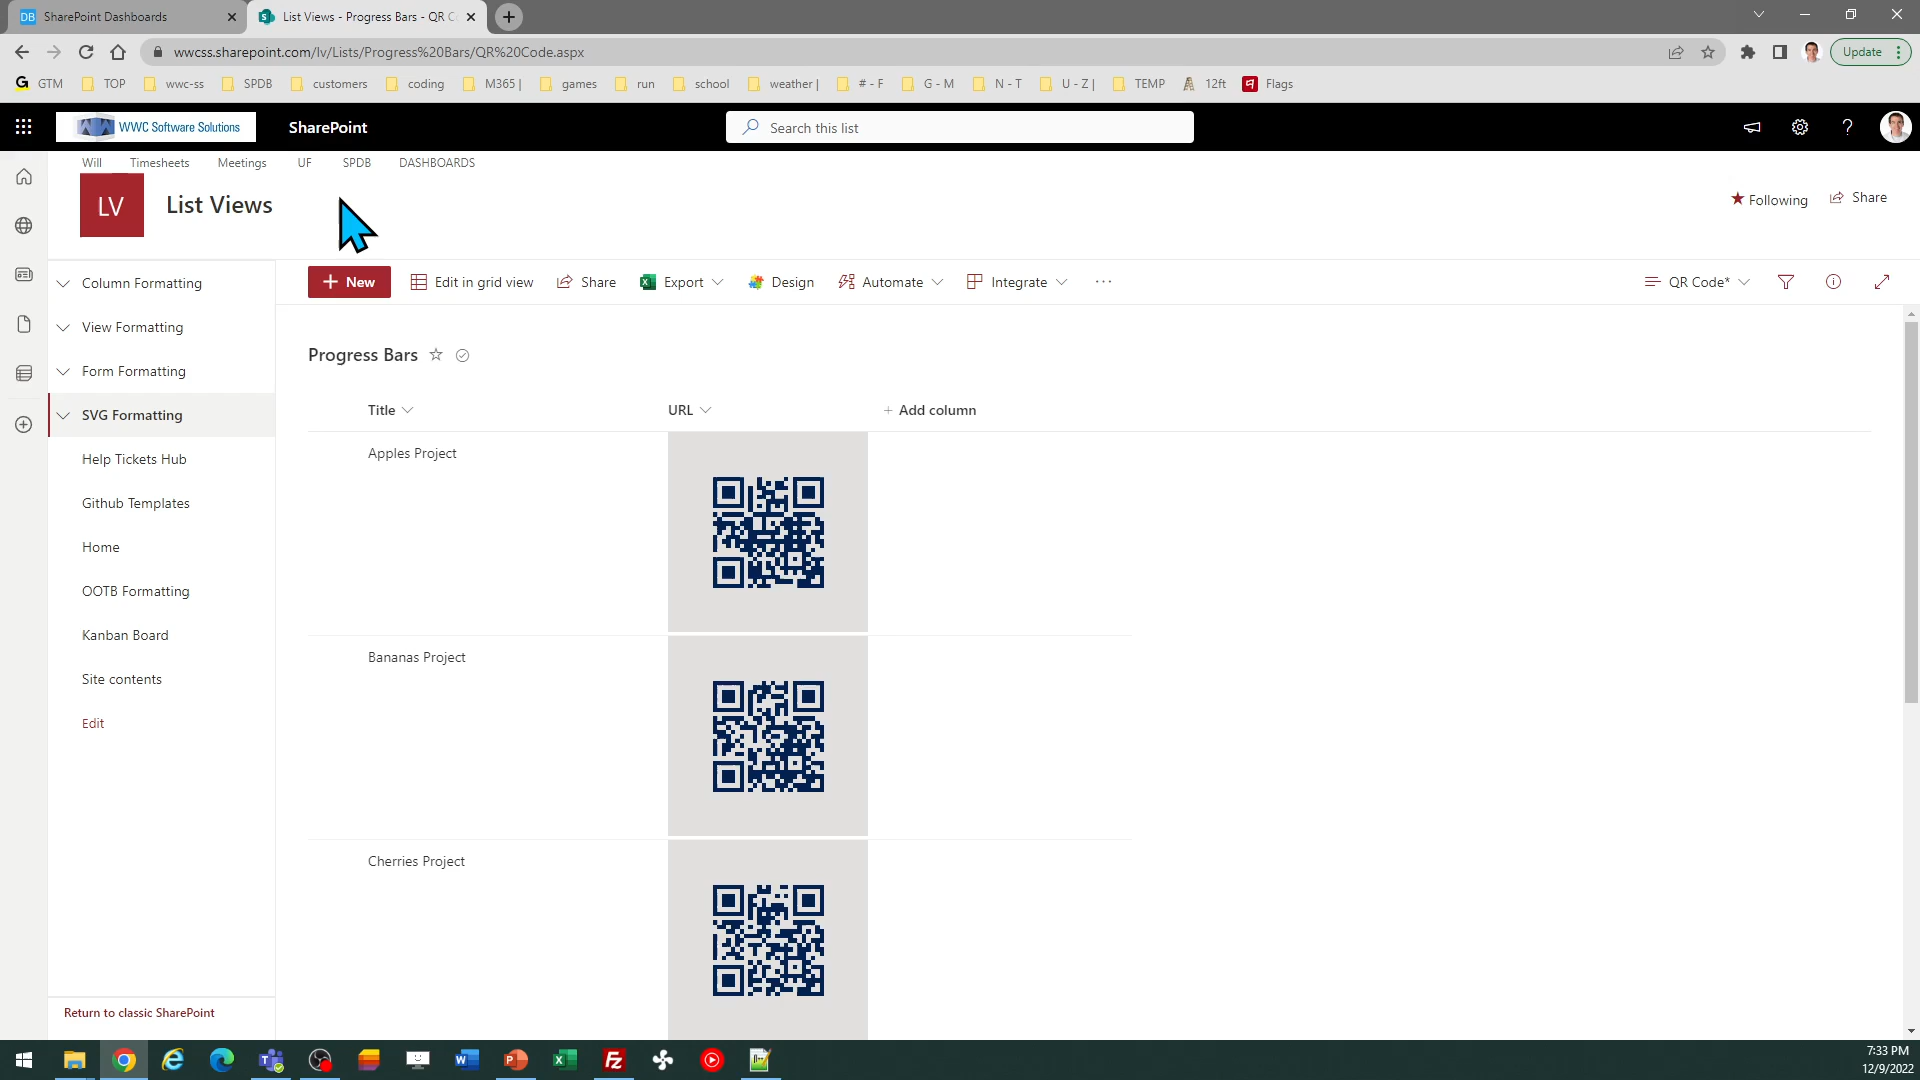 SharePoint Dashboards
List Views - Progress Bars - QR C
wwcss.sharepoint.com/lv/Lists/Progress%20Bars/QR%20Code.aspx
Update
GTM TOP wwc-ss SPDB customers coding M365 | games run school weather | # - F G - M N - T U - Z | TEMP 12ft Flags
WWC Software Solutions
SharePoint
Search this list
Will Timesheets Meetings UF SPDB DASHBOARDS
LV
List Views
Following
Share
+ New Edit in grid view Share Export Design Automate Integrate ... QR Code*
Column Formatting
View Formatting
Form Formatting
SVG Formatting
Help Tickets Hub
Github Templates
Home
OOTB Formatting
Kanban Board
Site contents
Edit
Return to classic SharePoint
Progress Bars
Title URL + Add column
Apples Project
Bananas Project
Cherries Project
7:33 PM
12/9/2022